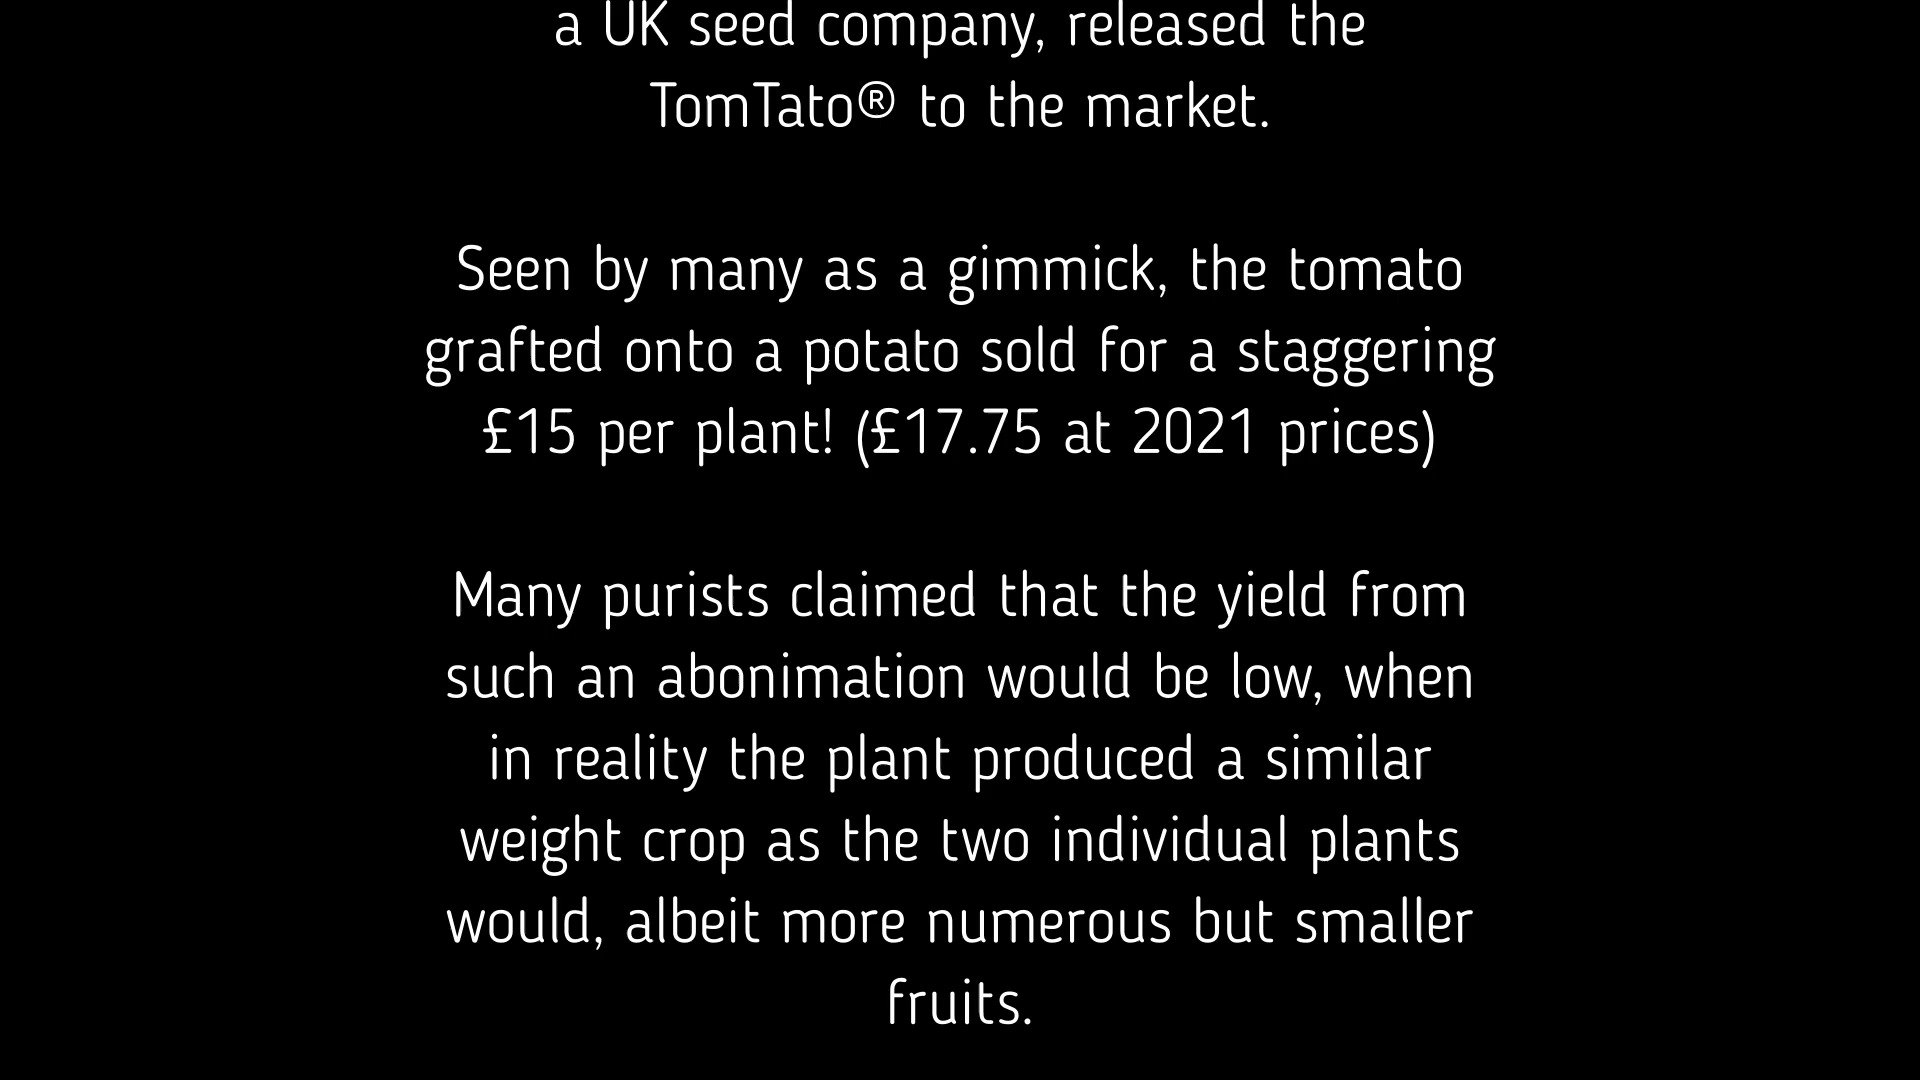 a UK seed company, released the
TomTato® to the market.
Seen by many as a gimmick, the tomato
grafted onto a potato sold for a staggering
£15 per plant! (£17.75 at 2021 prices)
Many purists claimed that the yield from
such an abonimation would be low, when
in reality the plant produced a similar
weight crop as the two individual plants
would, albeit more numerous but smaller
fruits.